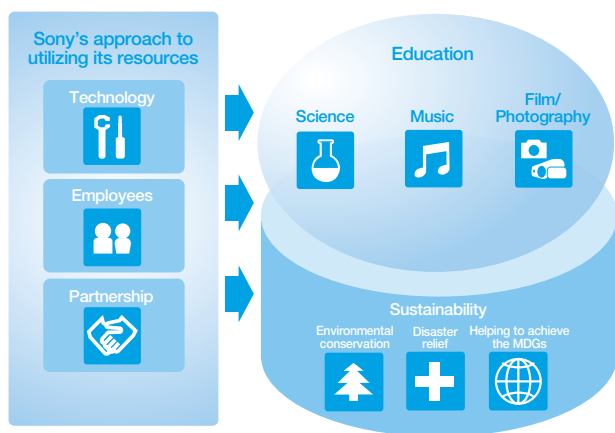 Sony's approach to
utilizing its resources
Technology
Employees
Partnership
Education
Science
Music
Film/
Photography
Sustainability
Environmental
conservation
Disaster
relief
Helping to achieve
the MDGs